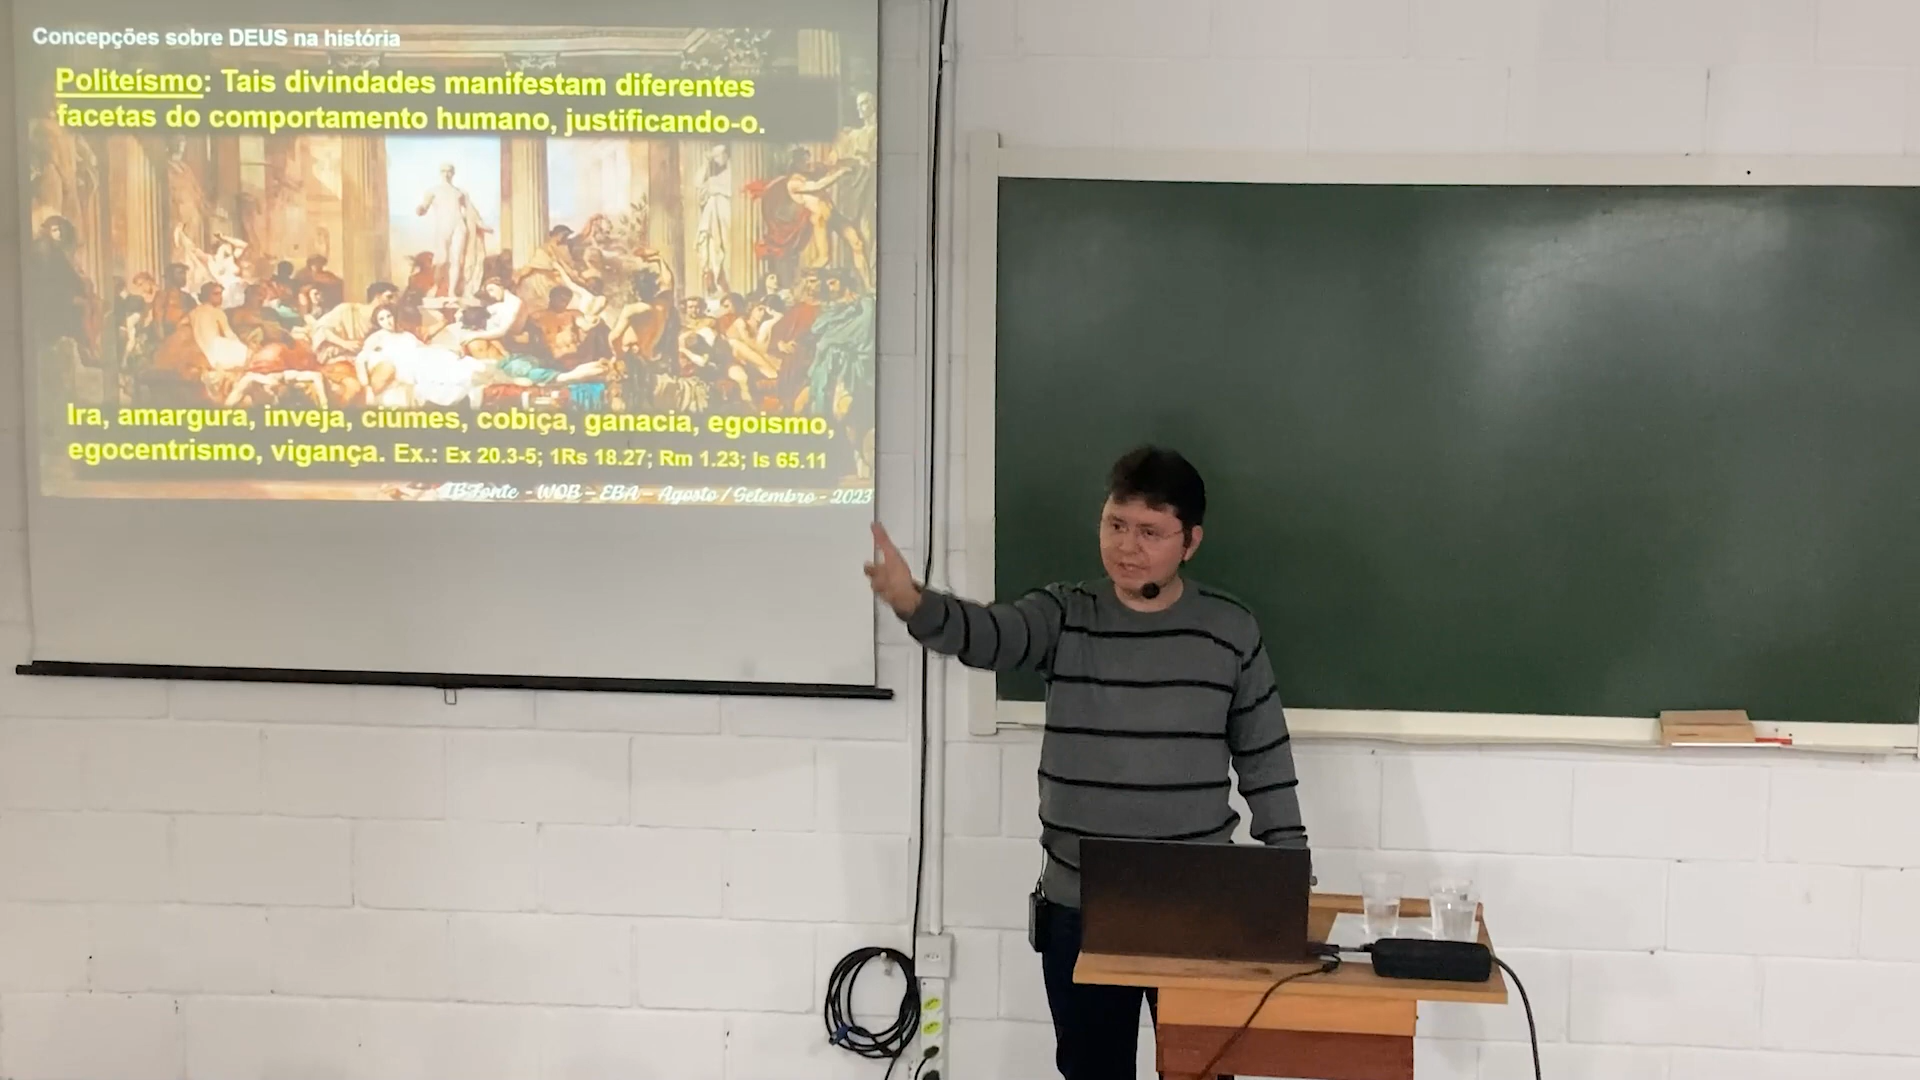 Concepções sobre DEUS na história
Politeísmo: Tais divindades manifestam diferentes
facetas do comportamento humano, justificando-o.
Ira, amargura, inveja, ciúmes, cobiça, ganacia, egoismo,
egocentrismo, vigança. Ex.: Ex 20.3-5; 1Rs 18.27; Rm 1.23; Is 65.11
IBFonte - WOB - EBA - Agosto / Setembro - 2023